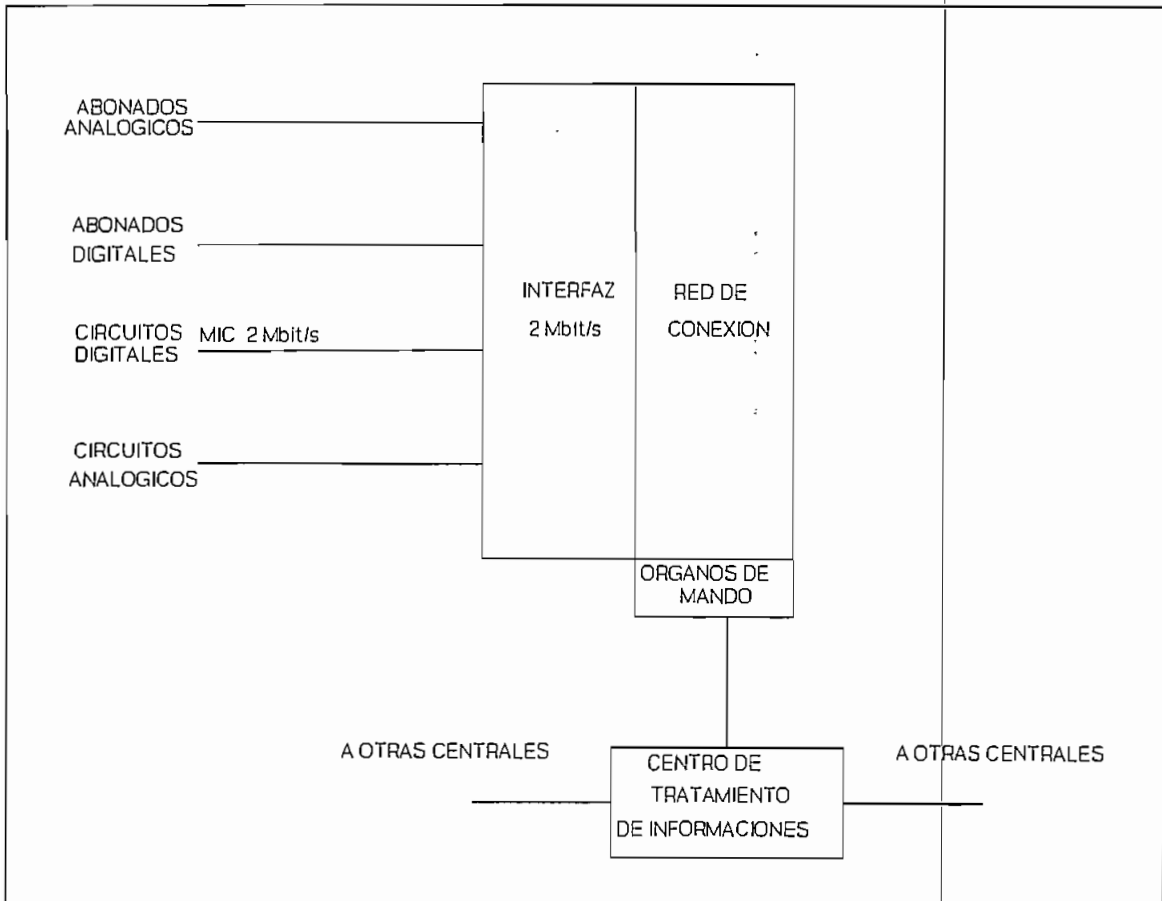 ABONADOS
ANALOGICOS
ABONADOS
DIGITALES
CIRCUITOS
DIGITALES
MIC 2 Mbit/s
CIRCUITOS
ANALOGICOS
INTERFAZ
2 Mbit/s
RED DE
CONEXION
ORGANOS DE
MANDO
A OTRAS CENTRALES
CENTRO DE
TRATAMIENTO
DE INFORMACIONES
A OTRAS CENTRALES